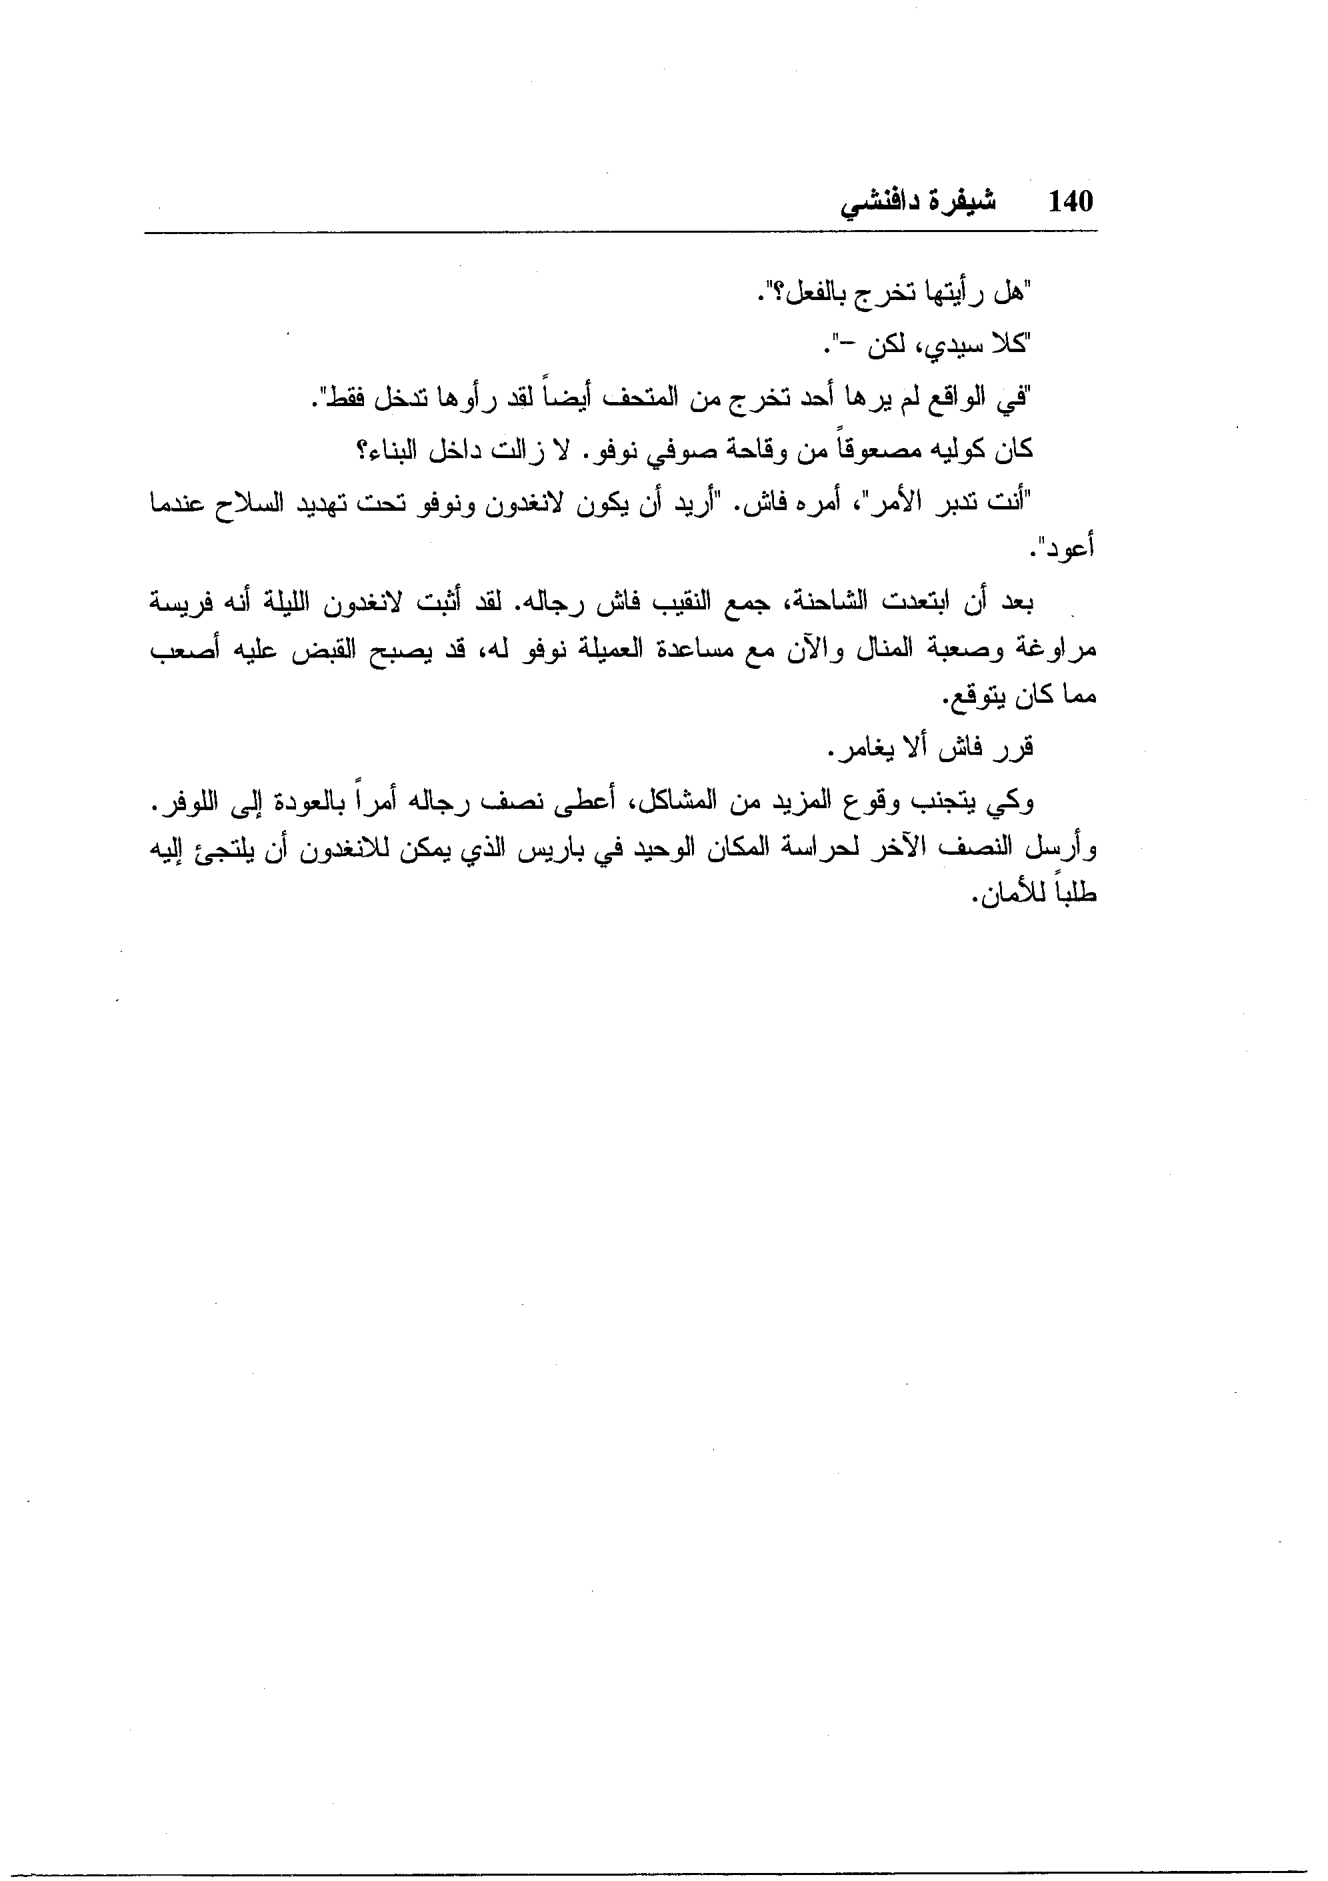 140 شيفرة دافنشي
"هل رأيتها تخرج بالفعل؟".
"كلا سيدي، لكن –".
"في الواقع لم يرها أحد تخرج من المتحف أيضاً لقد رأوها تدخل فقط".
كان كوليه مصعوقاً من وقاحة صوفي نوفو. لا زالت داخل البناء؟
"أنت تدبر الأمر"، أمره فاش. "أريد أن يكون لانغدون ونوفو تحت تهديد السلاح عندما
أعود".
بعد أن ابتعدت الشاحنة، جمع النقيب فاش رجاله. لقد أثبت لانغدون الليلة أنه فريسة
مراوغة وصعبة المنال والآن مع مساعدة العميلة نوفو له، قد يصبح القبض عليه أصعب
مما كان يتوقع.
قرر فاش ألا يغامر.
وكي يتجنب وقوع المزيد من المشاكل، أعطى نصف رجاله أمراً بالعودة إلى اللوفر.
وأرسل النصف الآخر لحراسة المكان الوحيد في باريس الذي يمكن للانغدون أن يلتجئ إليه
طلباً للأمان.